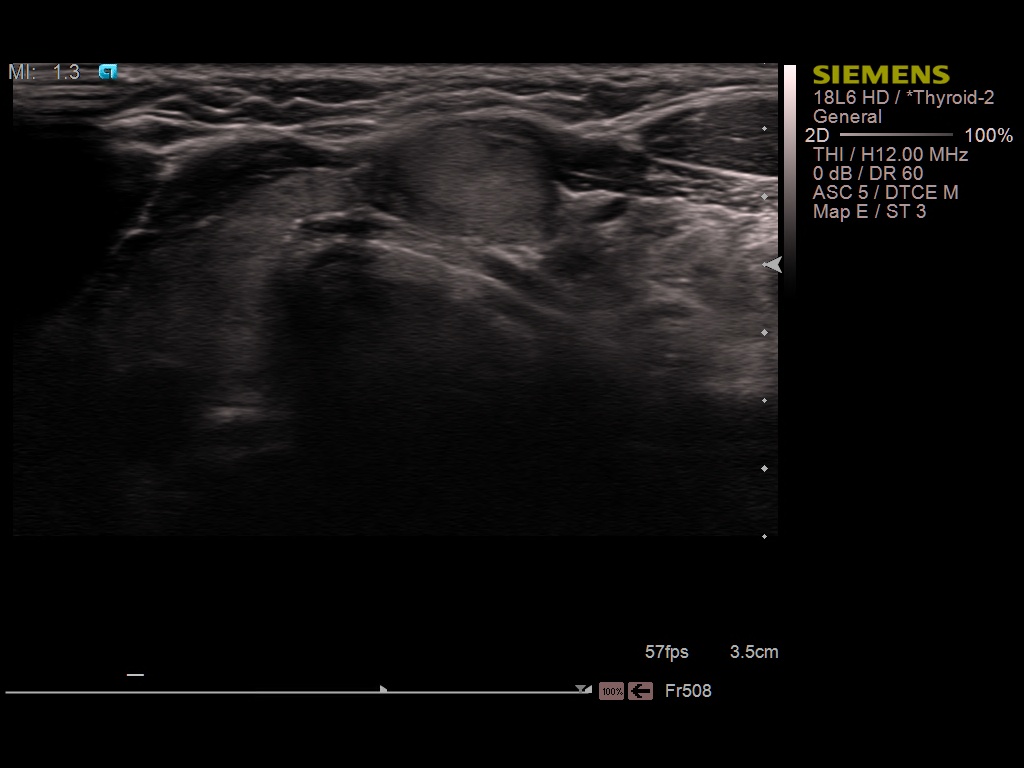 MI: 1.3
SIEMENS
18L6 HD / *Thyroid-2
General
2D 100%
THI / H12.00 MHz
0 dB / DR 60
ASC 5 / DTCE M
Map E / ST 3
57fps 3.5cm
100% Fr508